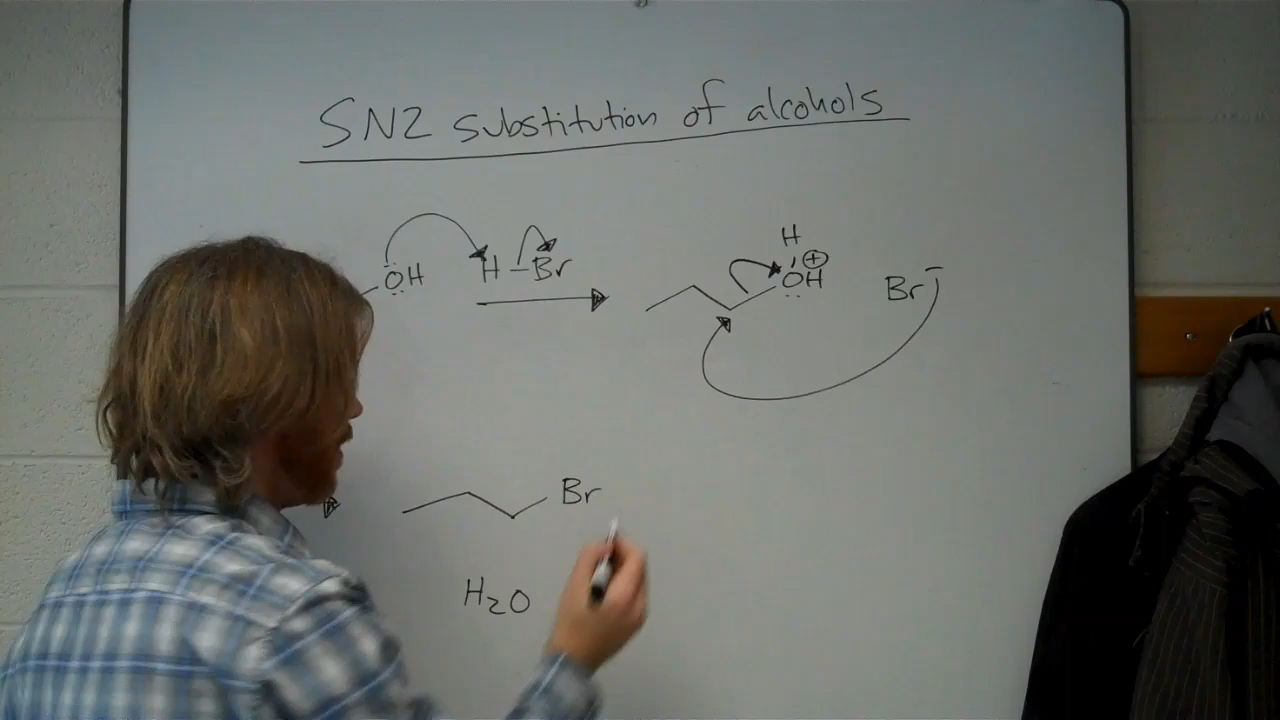 SN2 substitution of alcohols
H
OH H-Br OH ⊕ Br⁻
Br
H2O